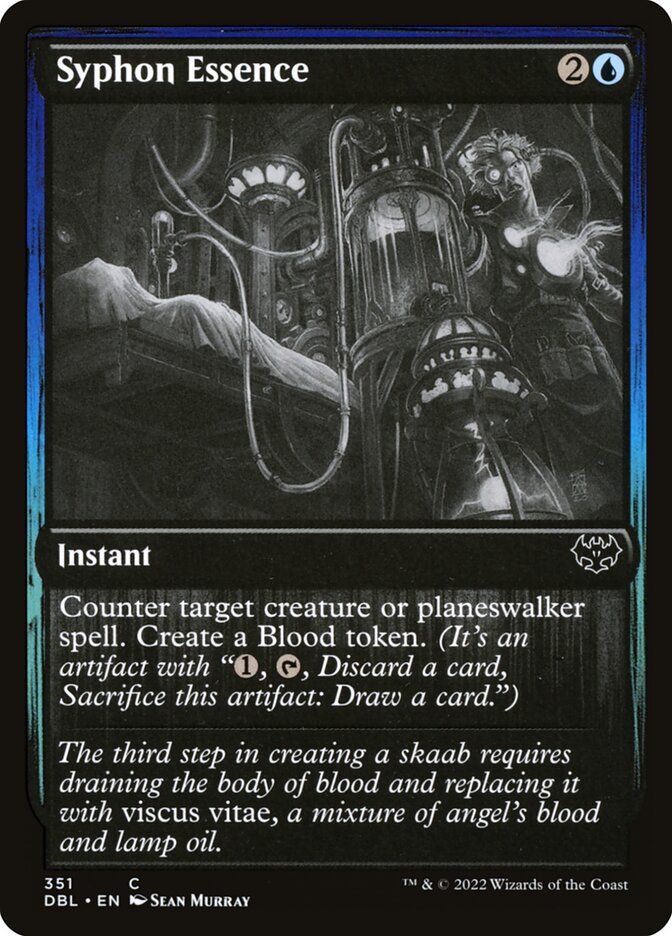 Syphon Essence 2
Instant
Counter target creature or planeswalker
spell. Create a Blood token. (It's an
artifact with “1, , Discard a card,
Sacrifice this artifact: Draw a card.”)
The third step in creating a skaab requires
draining the body of blood and replacing it
with viscus vitae, a mixture of angel's blood
and lamp oil.
351 C
DBL • EN Sean Murray
™ & © 2022 Wizards of the Coast